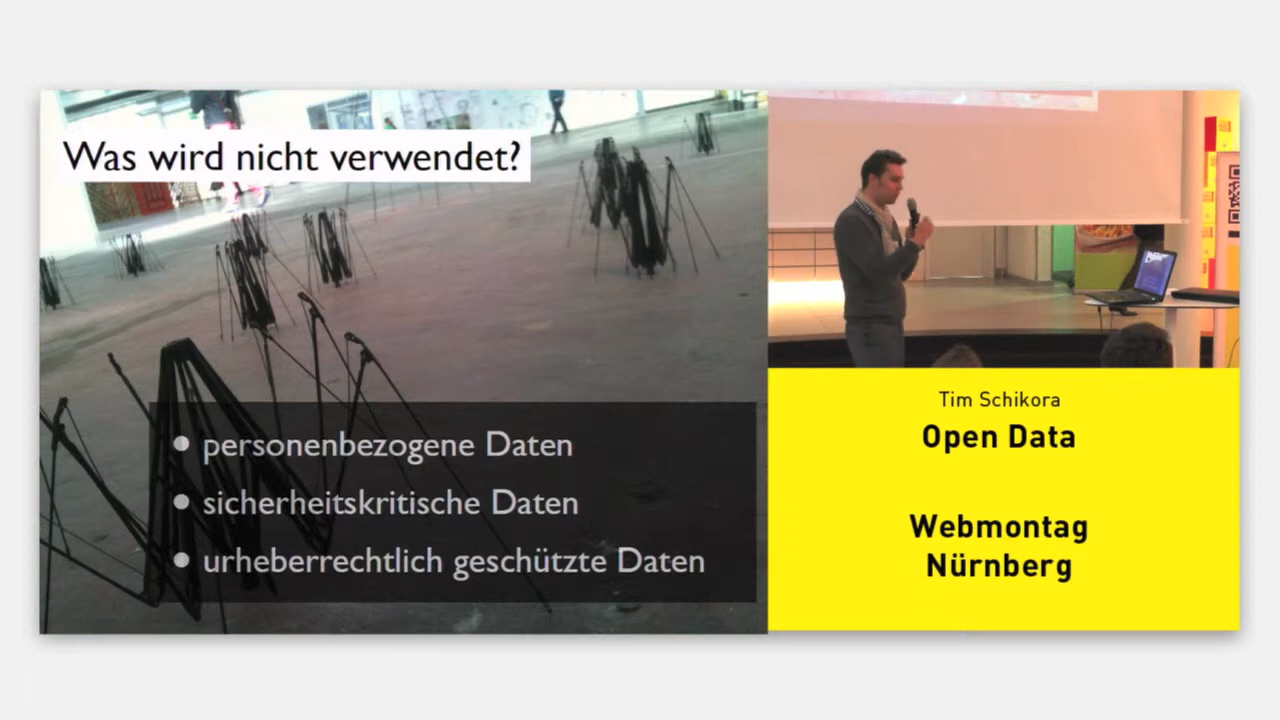 Was wird nicht verwendet?
• personenbezogene Daten
• sicherheitskritische Daten
• urheberrechtlich geschützte Daten
Tim Schikora
Open Data
Webmontag
Nürnberg